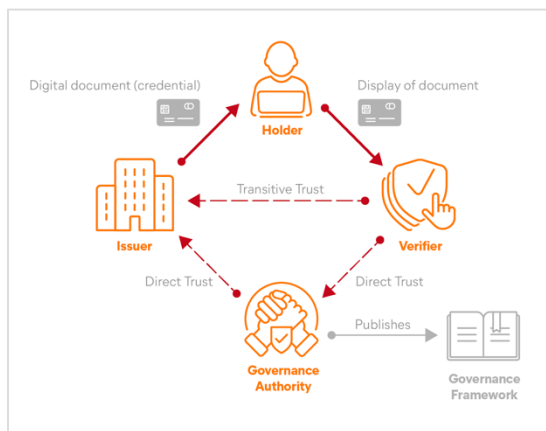 Digital document (credential)
Display of document
Holder
Transitive Trust
Issuer
Verifier
Direct Trust
Direct Trust
Publishes
Governance
Authority
Governance
Framework